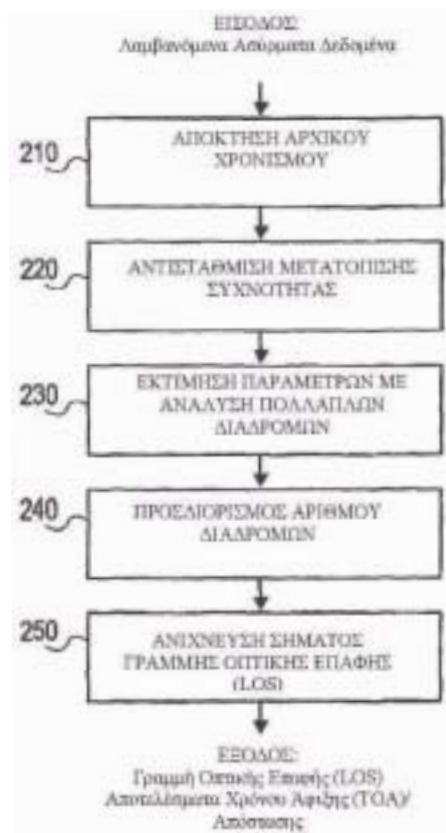 ΕΙΣΟΔΟΣ:
Λαμβανόμενα Ασύρματα Δεδομένα
210
ΑΠΟΚΤΗΣΗ ΑΡΧΙΚΟΥ
ΧΡΟΝΙΣΜΟΥ
220
ΑΝΤΙΣΤΑΘΜΙΣΗ ΜΕΤΑΤΟΠΙΣΗΣ
ΣΥΧΝΟΤΗΤΑΣ
230
ΕΚΤΙΜΗΣΗ ΠΑΡΑΜΕΤΡΩΝ ΜΕ
ΑΝΑΛΥΣΗ ΠΟΛΛΑΠΛΩΝ
ΔΙΑΔΡΟΜΩΝ
240
ΠΡΟΣΔΙΟΡΙΣΜΟΣ ΑΡΙΘΜΟΥ
ΔΙΑΔΡΟΜΩΝ
250
ΑΝΙΧΝΕΥΣΗ ΣΗΜΑΤΟΣ
ΓΡΑΜΜΗΣ ΟΠΤΙΚΗΣ ΕΠΑΦΗΣ
(LOS)
ΕΞΟΔΟΣ:
Γραμμή Οπτικής Επαφής (LOS)
Αποτελέσματα Χρόνου Άφιξης (TOA)/
Απόστασης